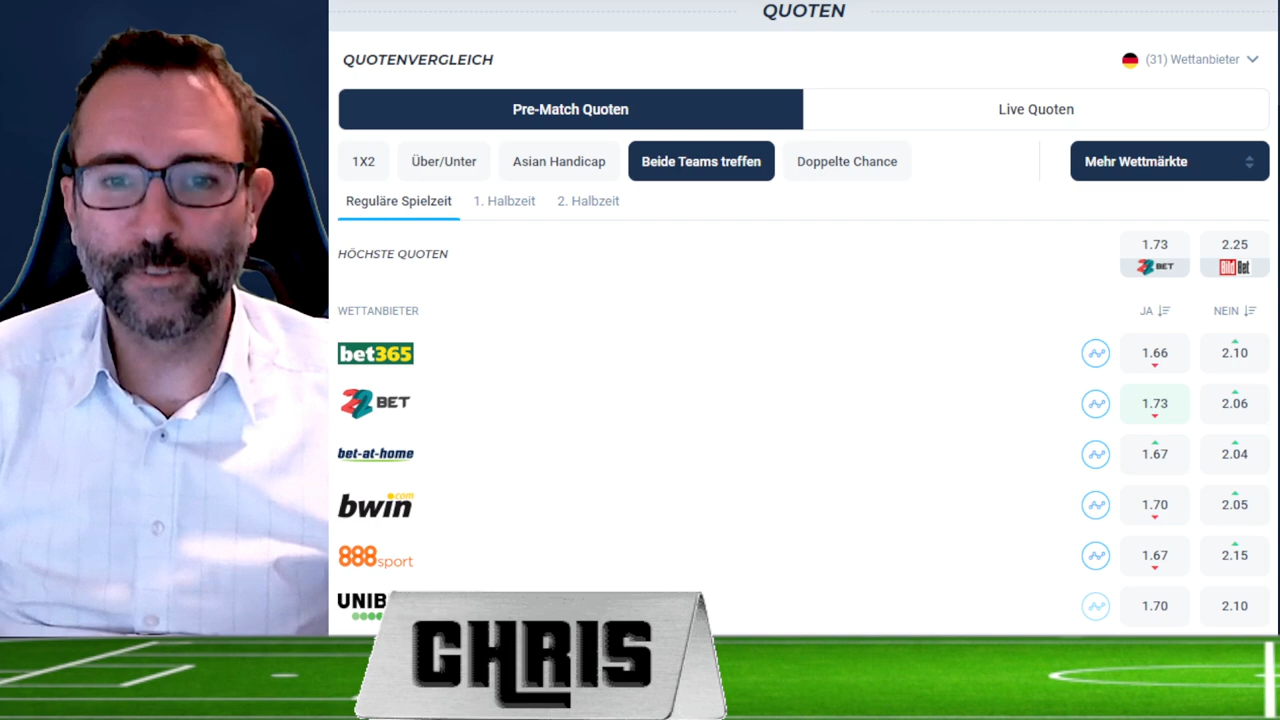 QUOTEN
QUOTENVERGLEICH
(31) Wettanbieter
Pre-Match Quoten Live Quoten
1X2 Über/Unter Asian Handicap Beide Teams treffen Doppelte Chance Mehr Wettmärkte
Reguläre Spielzeit 1. Halbzeit 2. Halbzeit
HÖCHSTE QUOTEN 1.73 2.25
22 BET Bild Bet
WETTANBIETER JA NEIN
bet365 1.66 2.10
22 BET 1.73 2.06
bet-at-home 1.67 2.04
bwin.com 1.70 2.05
888sport 1.67 2.15
UNIB 1.70 2.10
CHRIS